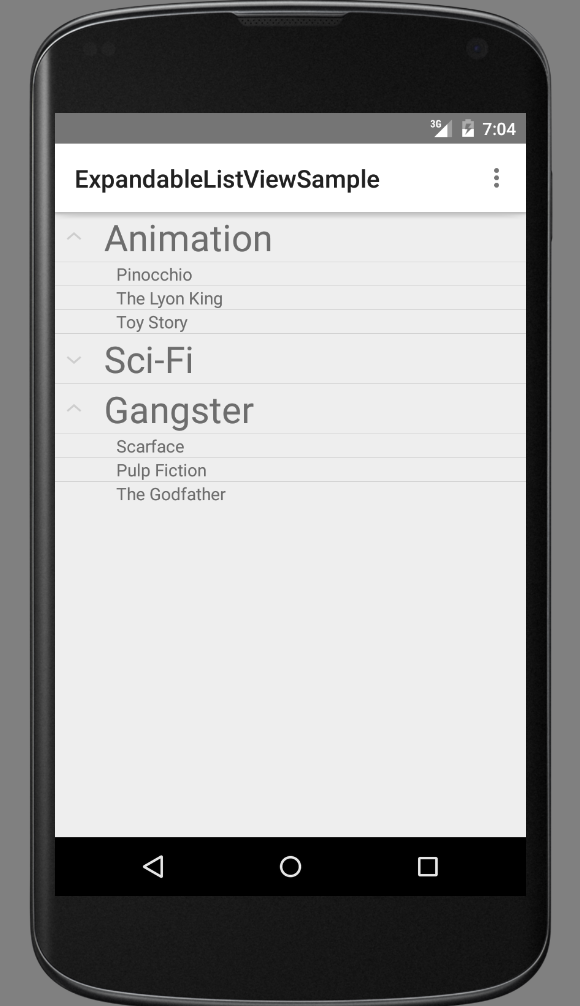 3G 7:04
ExpandableListViewSample
Animation
Pinocchio
The Lyon King
Toy Story
Sci-Fi
Gangster
Scarface
Pulp Fiction
The Godfather